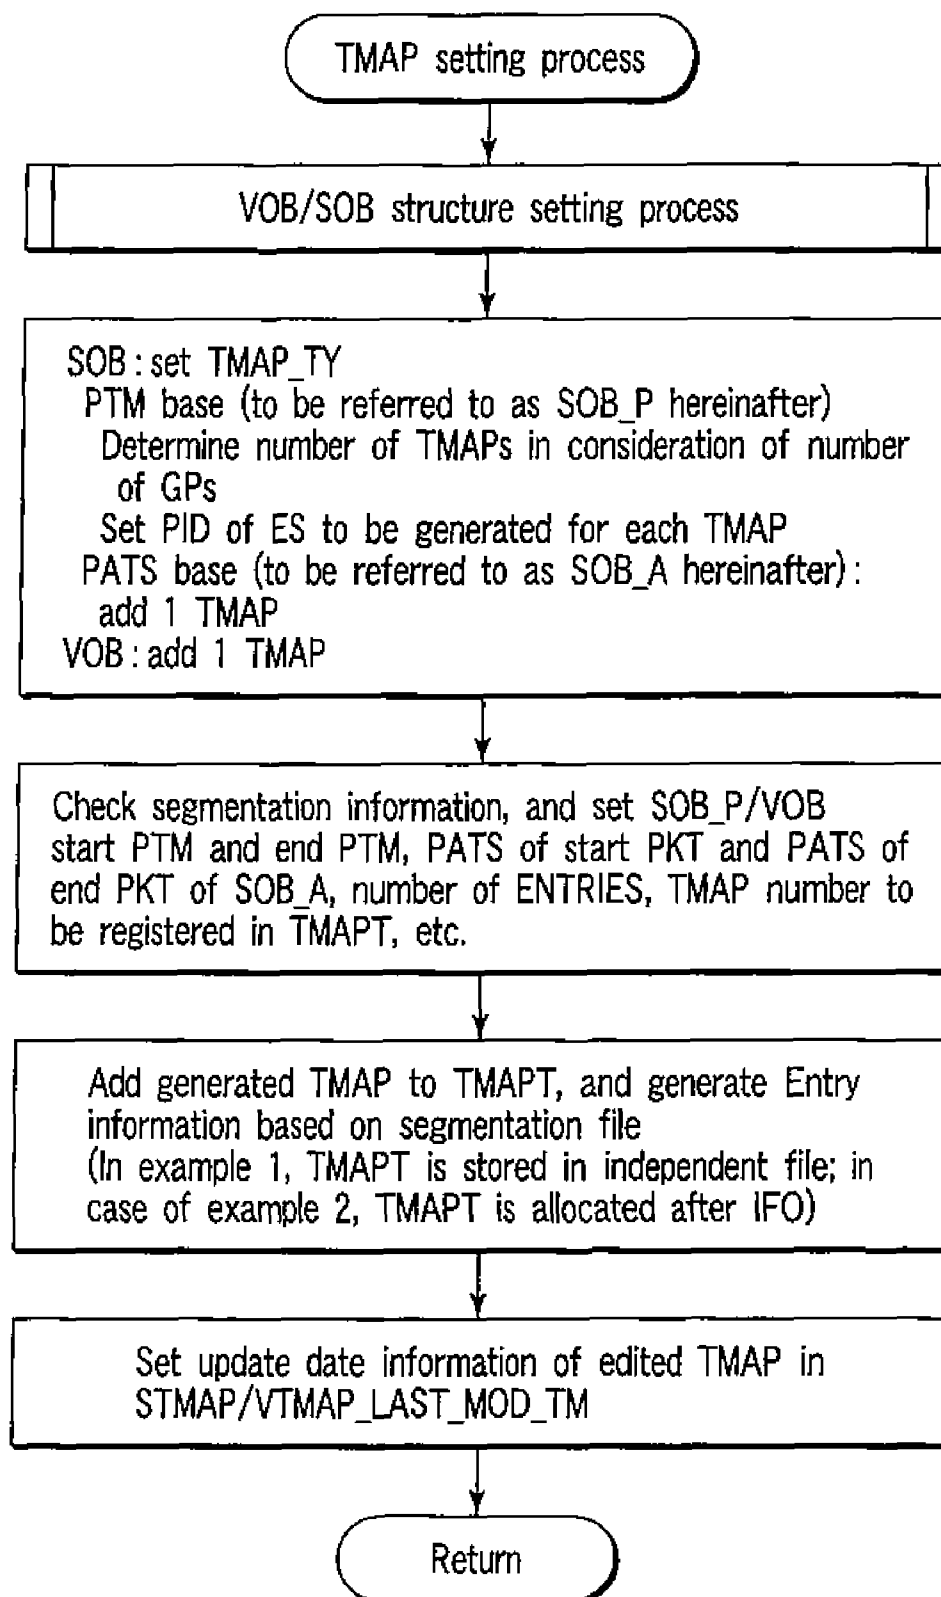 TMAP setting process
VOB/SOB structure setting process
SOB : set TMAP_TY
PTM base (to be referred to as SOB_P hereinafter)
Determine number of TMAPs in consideration of number
of GPs
Set PID of ES to be generated for each TMAP
PATS base (to be referred to as SOB_A hereinafter) :
add 1 TMAP
VOB : add 1 TMAP
Check segmentation information, and set SOB_P/VOB
start PTM and end PTM, PATS of start PKT and PATS of
end PKT of SOB_A, number of ENTRIES, TMAP number to
be registered in TMAPT, etc.
Add generated TMAP to TMAPT, and generate Entry
information based on segmentation file
(In example 1, TMAPT is stored in independent file; in
case of example 2, TMAPT is allocated after IFO)
Set update date information of edited TMAP in
STMAP/VTMAP_LAST_MOD_TM
Return